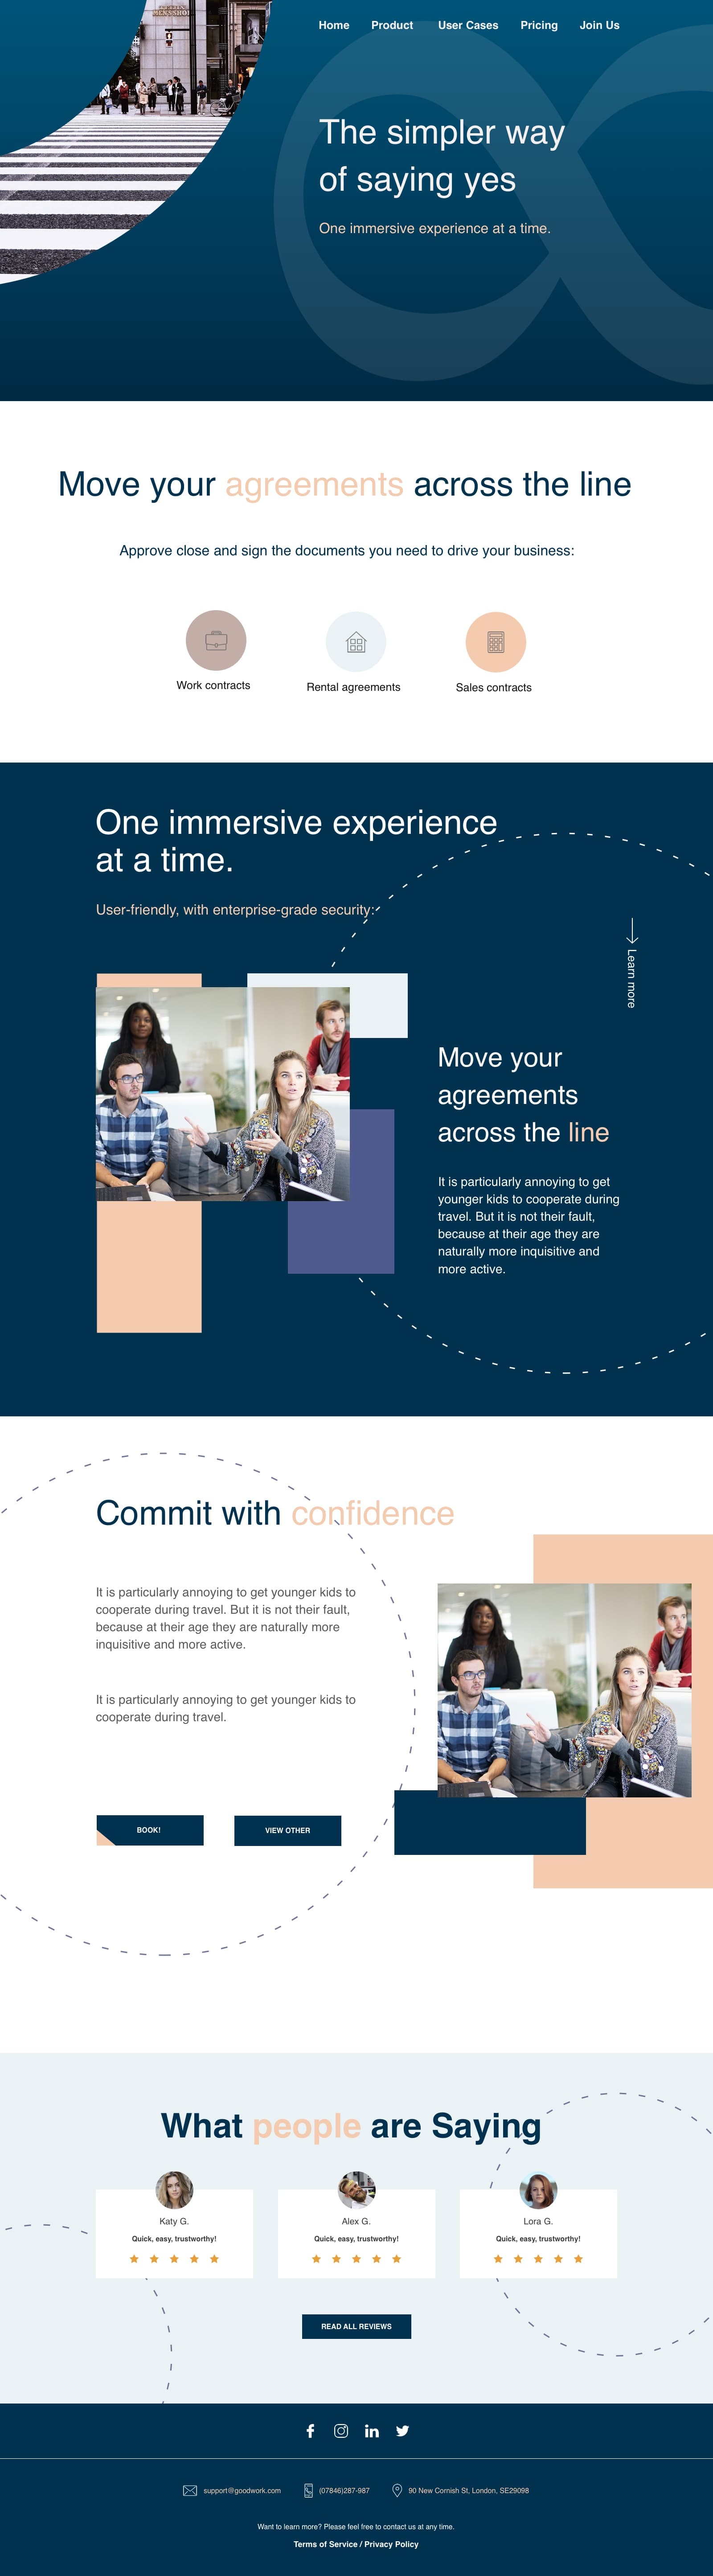 MEN'S SHOP
Home Product User Cases Pricing Join Us
The simpler way
of saying yes
One immersive experience at a time.
Move your agreements across the line
Approve close and sign the documents you need to drive your business:
Work contracts
Rental agreements
Sales contracts
One immersive experience
at a time.
User-friendly, with enterprise-grade security:
Learn more
Move your
agreements
across the line
It is particularly annoying to get
younger kids to cooperate during
travel. But it is not their fault,
because at their age they are
naturally more inquisitive and
more active.
Commit with confidence
It is particularly annoying to get younger kids to
cooperate during travel. But it is not their fault,
because at their age they are naturally more
inquisitive and more active.
It is particularly annoying to get younger kids to
cooperate during travel.
BOOK!
VIEW OTHER
What people are Saying
Katy G.
Quick, easy, trustworthy!
Alex G.
Quick, easy, trustworthy!
Lora G.
Quick, easy, trustworthy!
READ ALL REVIEWS
support@goodwork.com
(07846)287-987
90 New Cornish St, London, SE29098
Want to learn more? Please feel free to contact us at any time.
Terms of Service / Privacy Policy